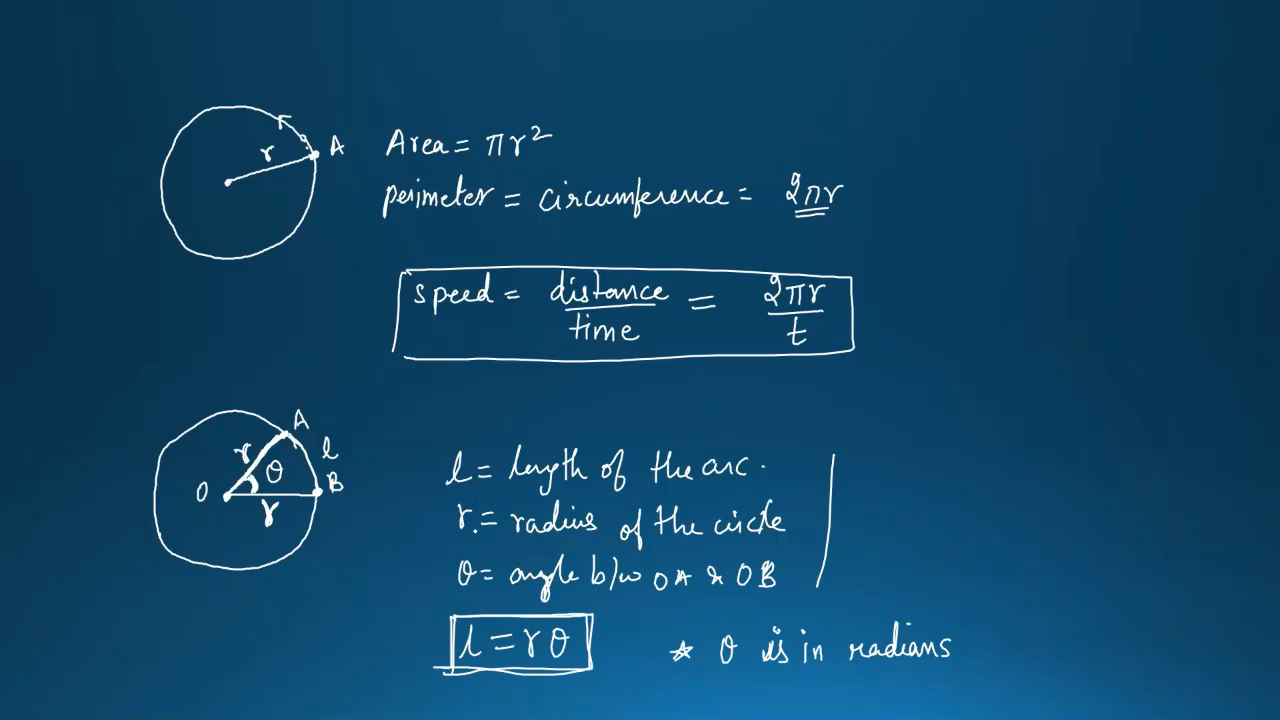 r A
Area = πr²
perimeter = circumference = 2πr
speed = distance/time = 2πr/t
A
r l
θ
O B
r
l = length of the arc.
r = radius of the circle
θ = angle b/w OA & OB
l = rθ * θ is in radians